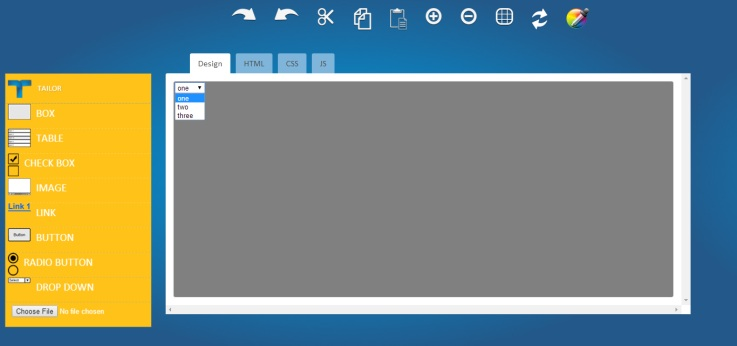 Design HTML CSS JS
TAILOR
BOX
TABLE
CHECK BOX
IMAGE
Link 1
LINK
Button
BUTTON
RADIO BUTTON
Select
DROP DOWN
Choose File No file chosen
one
one
two
three